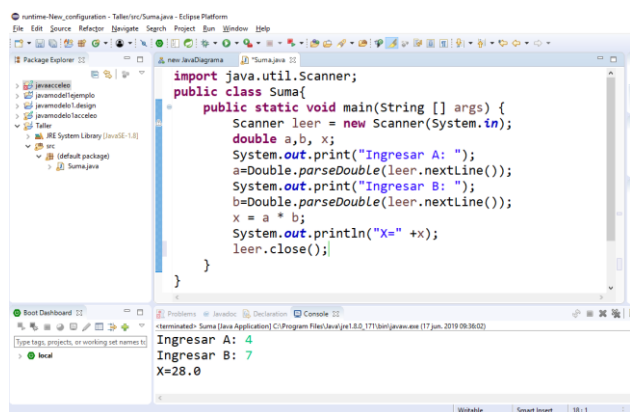 runtime-New_configuration - Taller/src/Suma.java - Eclipse Platform
File Edit Source Refactor Navigate Search Project Run Window Help
Package Explorer
javaacceleo
javamodel1ejemplo
javamodelo1.design
javamodelo1acceleo
Taller
JRE System Library [JavaSE-1.8]
src
(default package)
Suma.java
new JavaDiagrama
*Suma.java
import java.util.Scanner;
public class Suma{
public static void main(String [] args) {
Scanner leer = new Scanner(System.in);
double a,b, x;
System.out.print("Ingresar A: ");
a=Double.parseDouble(leer.nextLine());
System.out.print("Ingresar B: ");
b=Double.parseDouble(leer.nextLine());
x = a * b;
System.out.println("X=" +x);
leer.close();
}
}
Boot Dashboard
Type tags, projects, or working set names to
local
Problems Javadoc Declaration Console
<terminated> Suma [Java Application] C:\Program Files\Java\jre1.8.0_171\bin\javaw.exe (17 jun. 2019 09:36:02)
Ingresar A: 4
Ingresar B: 7
X=28.0
Writable Smart Insert 18 : 1